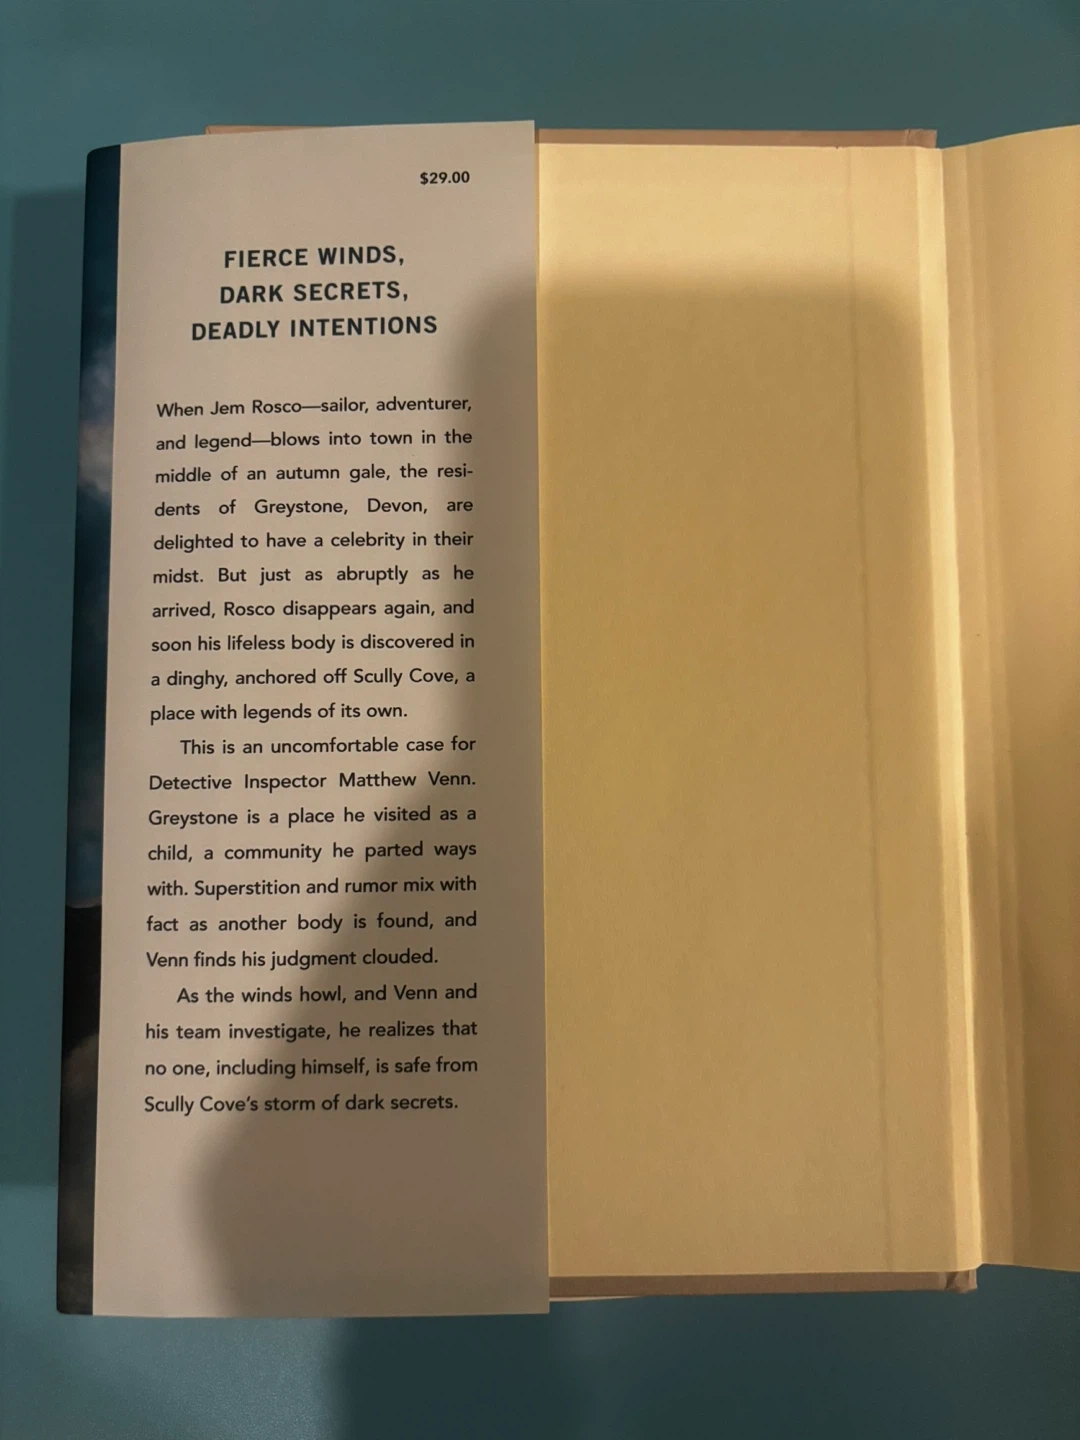 $29.00
FIERCE WINDS,
DARK SECRETS,
DEADLY INTENTIONS
When Jem Rosco—sailor, adventurer,
and legend—blows into town in the
middle of an autumn gale, the resi-
dents of Greystone, Devon, are
delighted to have a celebrity in their
midst. But just as abruptly as he
arrived, Rosco disappears again, and
soon his lifeless body is discovered in
a dinghy, anchored off Scully Cove, a
place with legends of its own.
This is an uncomfortable case for
Detective Inspector Matthew Venn.
Greystone is a place he visited as a
child, a community he parted ways
with. Superstition and rumor mix with
fact as another body is found, and
Venn finds his judgment clouded.
As the winds howl, and Venn and
his team investigate, he realizes that
no one, including himself, is safe from
Scully Cove’s storm of dark secrets.